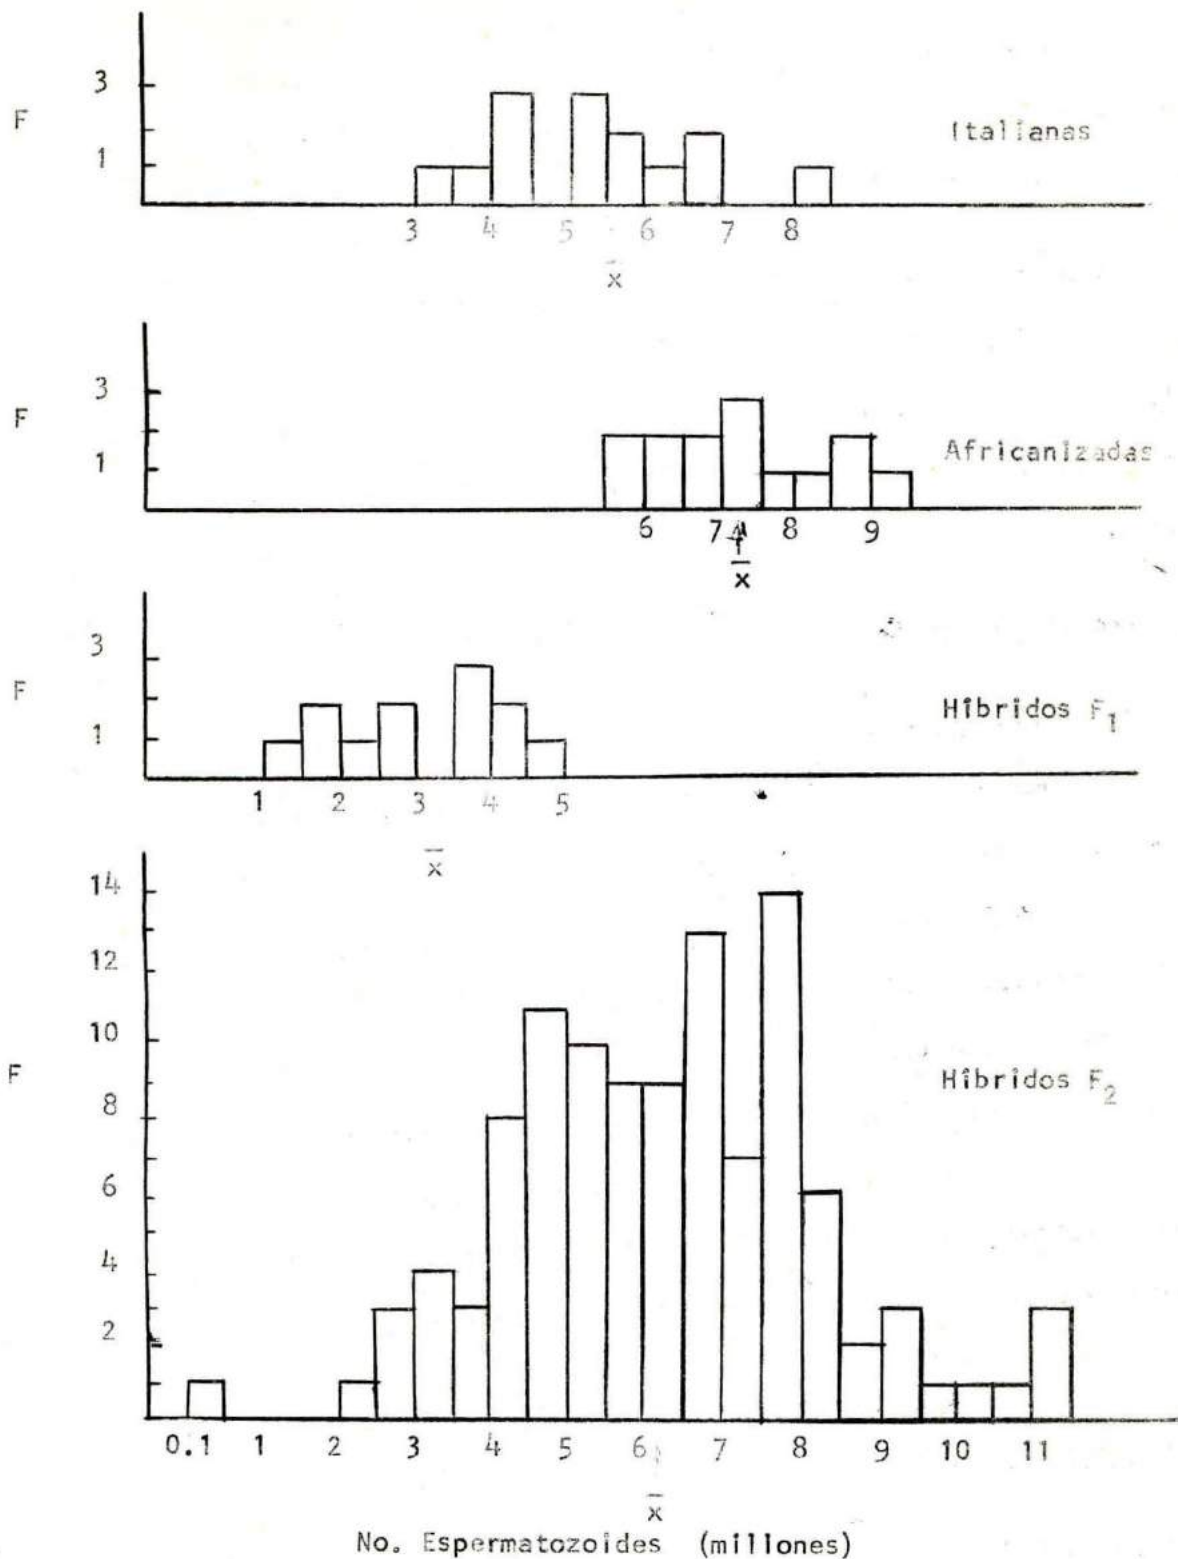 3
F
Italianas
1
3 4 5 6 7 8
x̄
3
F
Africanizadas
1
6 7 8 9
x̄
3
F
Híbridos F₁
1
1 2 3 4 5
x̄
14
12
10
F
Híbridos F₂
8
6
4
2
0.1 1 2 3 4 5 6 7 8 9 10 11
x̄
No. Espermatozoides (millones)